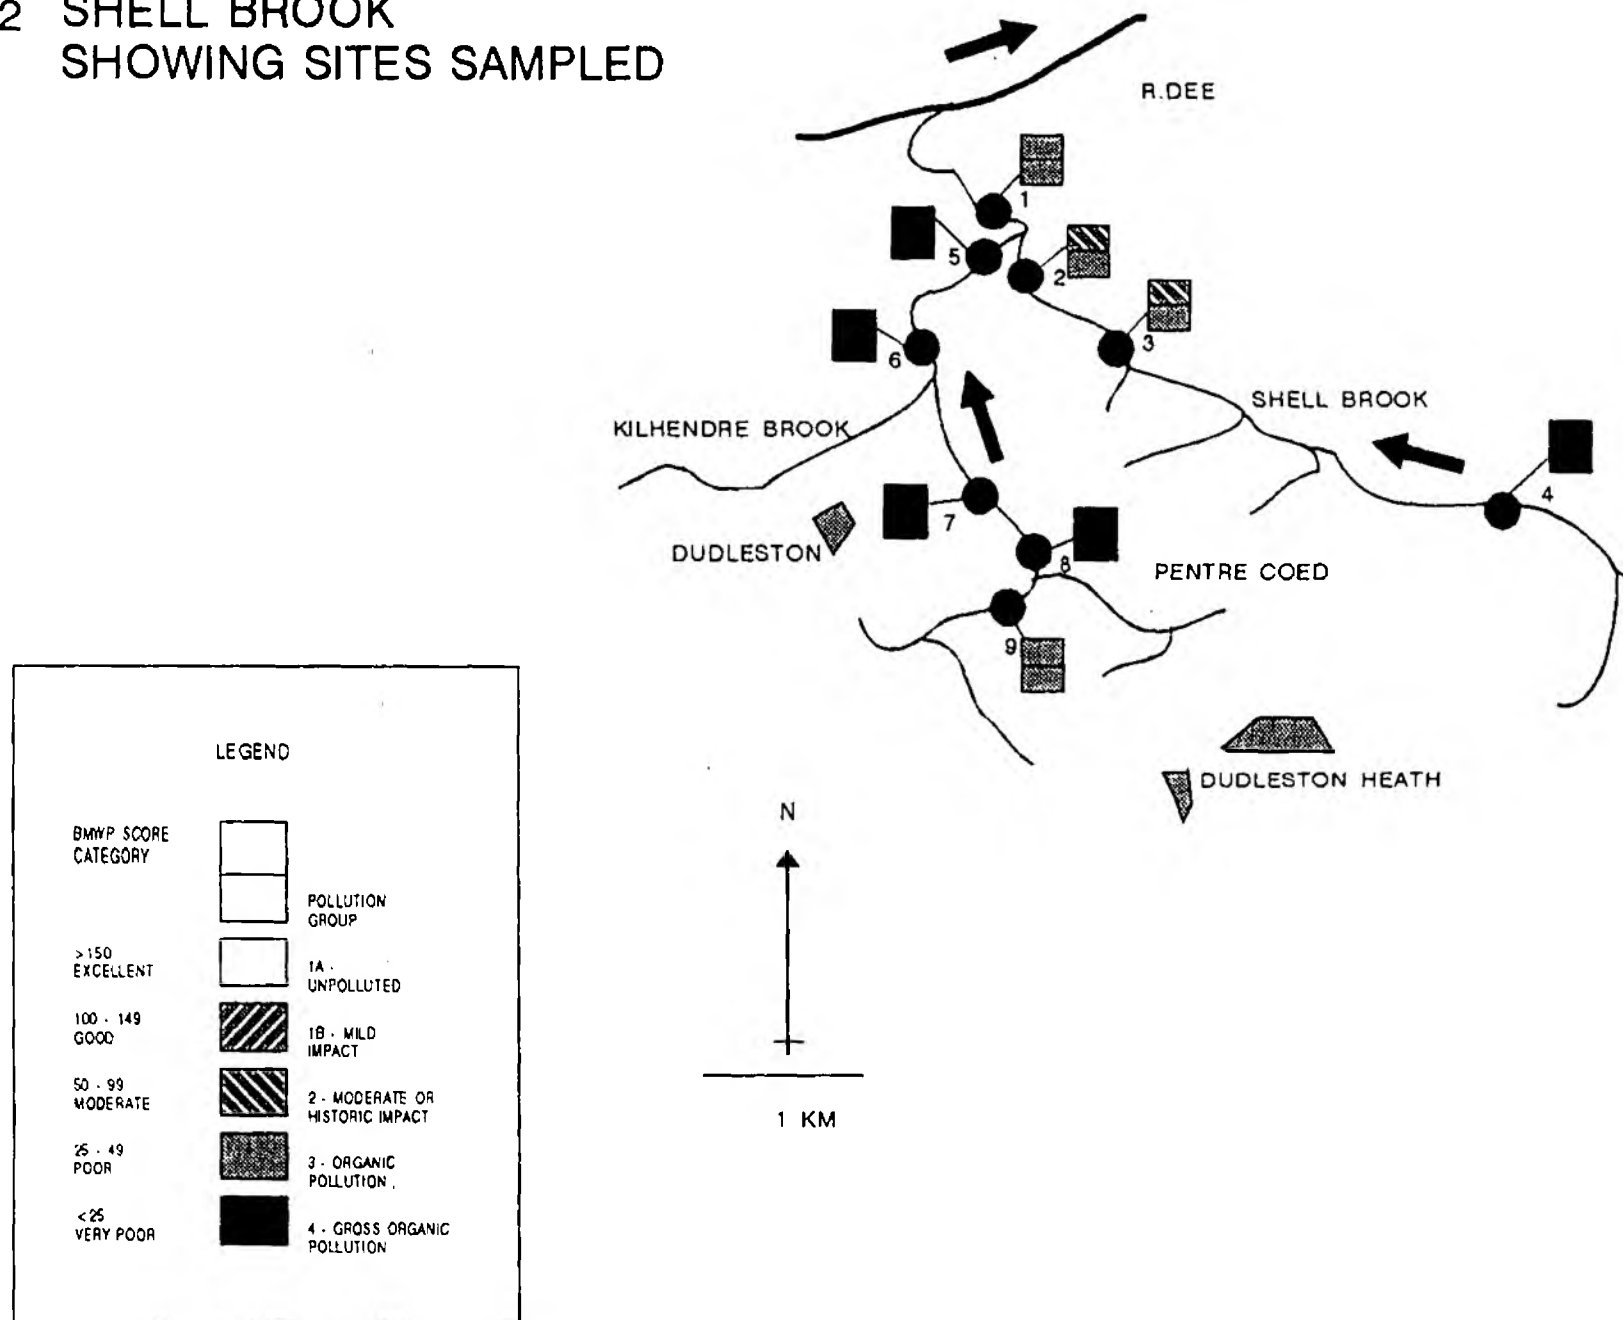 2 SHELL BROOK
SHOWING SITES SAMPLED
R.DEE
1
5
2
6
3
SHELL BROOK
KILHENDRE BROOK
4
7
DUDLESTON
8
PENTRE COED
9
DUDLESTON HEATH
N
1 KM
LEGEND
BMWP SCORE
CATEGORY
POLLUTION
GROUP
>150
EXCELLENT
1A -
UNPOLLUTED
100 - 149
GOOD
1B - MILD
IMPACT
50 - 99
MODERATE
2 - MODERATE OR
HISTORIC IMPACT
25 - 49
POOR
3 - ORGANIC
POLLUTION
<25
VERY POOR
4 - GROSS ORGANIC
POLLUTION